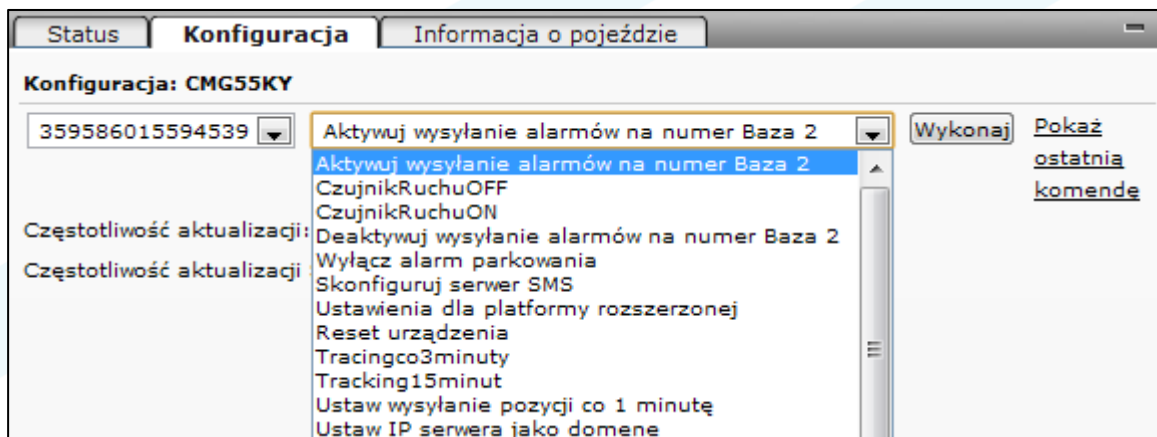 Status Konfiguracja Informacja o pojeździe
Konfiguracja: CMG55KY
359586015594539 Aktywuj wysyłanie alarmów na numer Baza 2 Wykonaj Pokaż
ostatnią
komendę
Aktywuj wysyłanie alarmów na numer Baza 2
CzujnikRuchuOFF
CzujnikRuchuON
Częstotliwość aktualizacji:
Deaktywuj wysyłanie alarmów na numer Baza 2
Wyłącz alarm parkowania
Częstotliwość aktualizacji
Skonfiguruj serwer SMS
Ustawienia dla platformy rozszerzonej
Reset urządzenia
Tracingco3minuty
Tracking15minut
Ustaw wysyłanie pozycji co 1 minutę
Ustaw IP serwera jako domene